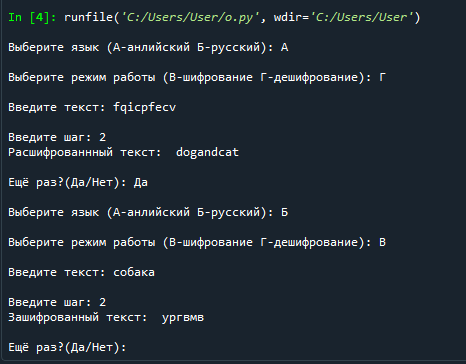 In [4]: runfile('C:/Users/User/o.py', wdir='C:/Users/User')
Выберите язык (А-анлийский Б-русский): А
Выберите режим работы (В-шифрование Г-дешифрование): Г
Введите текст: fqicpfecv
Введите шаг: 2
Расшифрованнный текст:  dogandcat
Ещё раз?(Да/Нет): Да
Выберите язык (А-анлийский Б-русский): Б
Выберите режим работы (В-шифрование Г-дешифрование): В
Введите текст: собака
Введите шаг: 2
Зашифрованный текст:  ургвмв
Ещё раз?(Да/Нет):